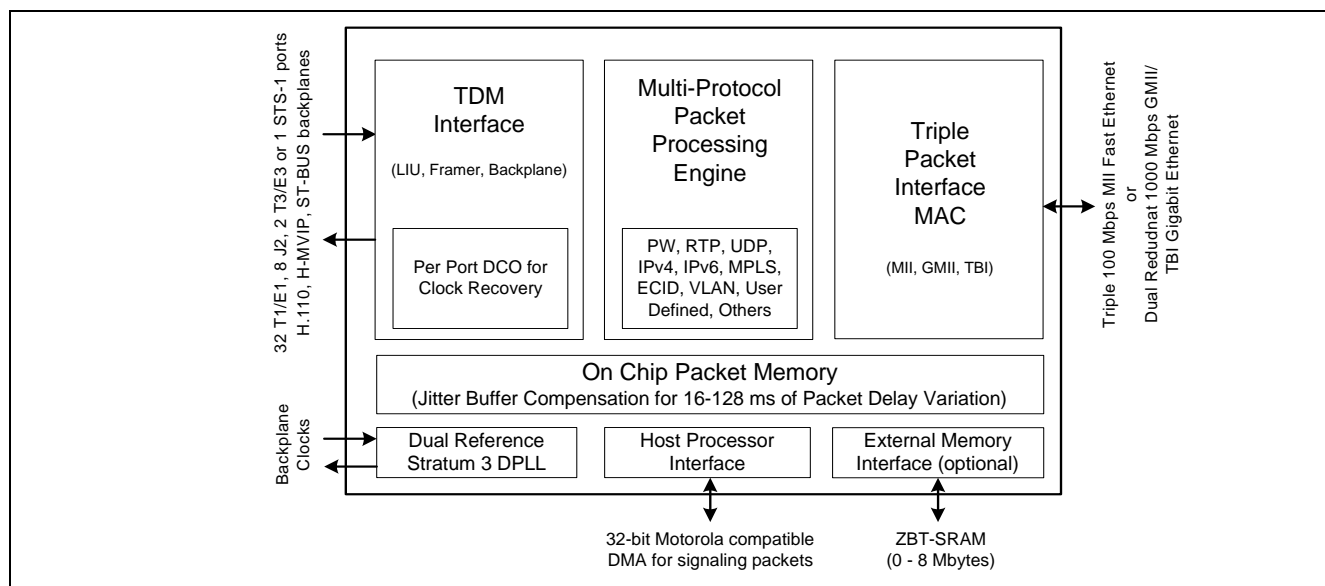 32 T1/E1, 8 J2, 2 T3/E3 or 1 STS-1 ports
H.110, H-MVIP, ST-BUS backplanes
TDM
Interface
(LIU, Framer, Backplane)
Per Port DCO for
Clock Recovery
Multi-Protocol
Packet
Processing
Engine
PW, RTP, UDP,
IPv4, IPv6, MPLS,
ECID, VLAN, User
Defined, Others
Triple
Packet
Interface
MAC
(MII, GMII, TBI)
Triple 100 Mbps MII Fast Ethernet
or
Dual Redudnat 1000 Mbps GMII/
TBI Gigabit Ethernet
On Chip Packet Memory
(Jitter Buffer Compensation for 16-128 ms of Packet Delay Variation)
Backplane
Clocks
Dual Reference
Stratum 3 DPLL
Host Processor
Interface
External Memory
Interface (optional)
32-bit Motorola compatible
DMA for signaling packets
ZBT-SRAM
(0 - 8 Mbytes)